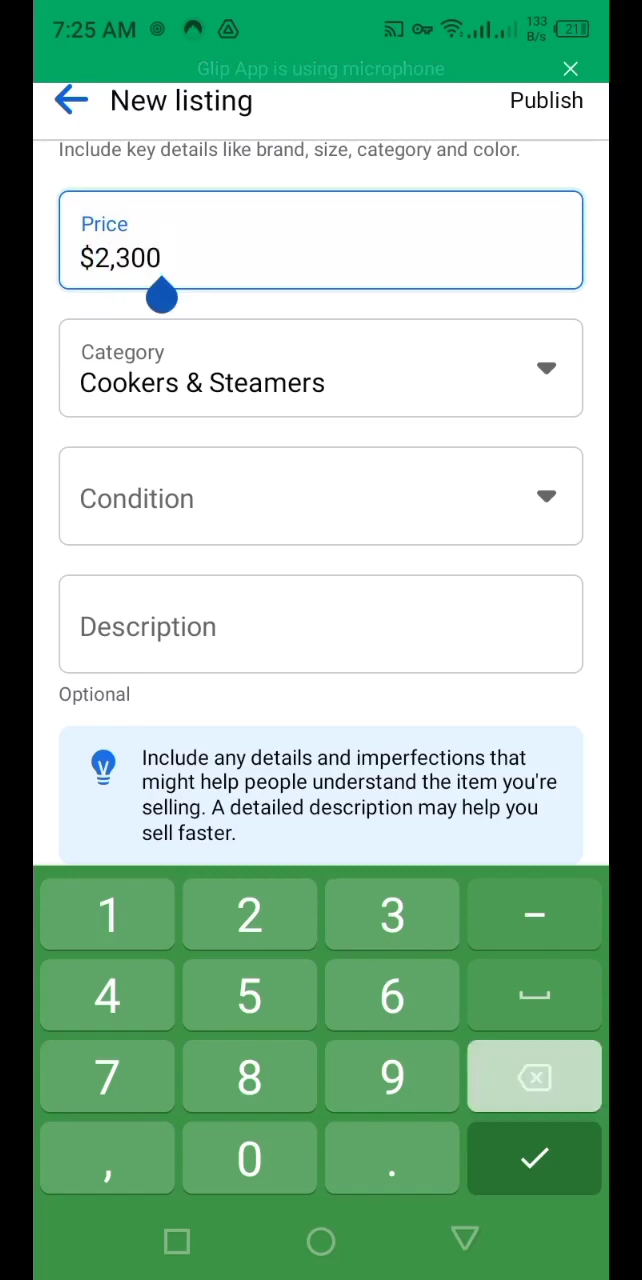 7:25 AM
133 B/s
21
Glip App is using microphone
New listing
Publish
Include key details like brand, size, category and color.
Price
$2,300
Category
Cookers & Steamers
Condition
Description
Optional
Include any details and imperfections that
might help people understand the item you're
selling. A detailed description may help you
sell faster.
1 2 3 –
4 5 6
7 8 9
, 0 .